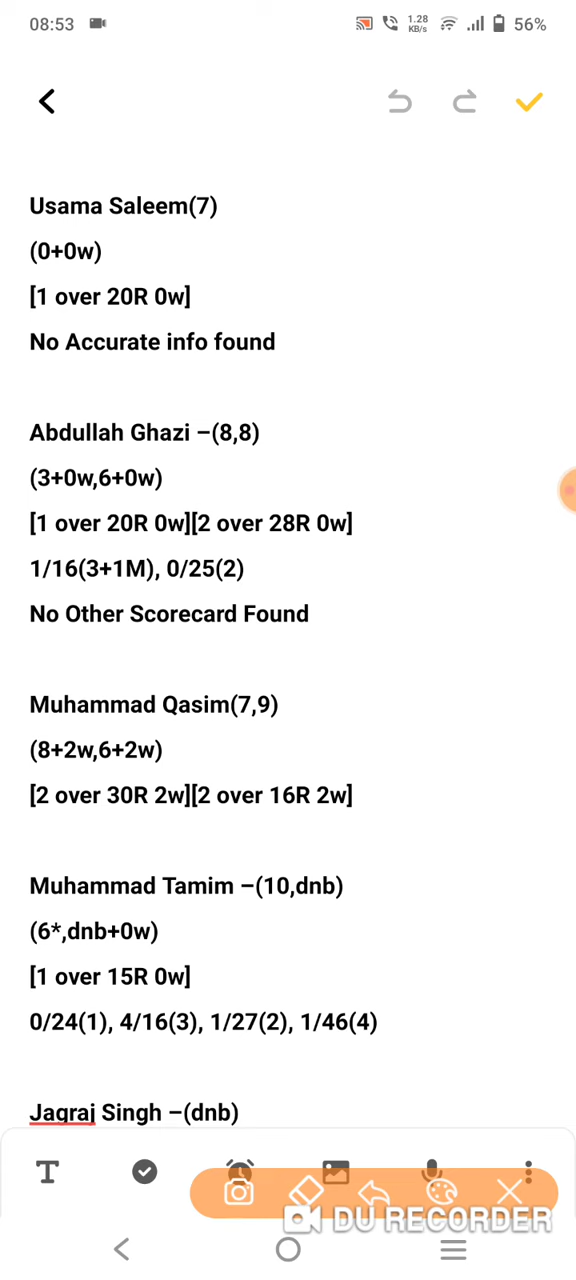 08:53
1.28
KB/s
56%
Usama Saleem(7)
(0+0w)
[1 over 20R 0w]
No Accurate info found
Abdullah Ghazi –(8,8)
(3+0w,6+0w)
[1 over 20R 0w][2 over 28R 0w]
1/16(3+1M), 0/25(2)
No Other Scorecard Found
Muhammad Qasim(7,9)
(8+2w,6+2w)
[2 over 30R 2w][2 over 16R 2w]
Muhammad Tamim –(10,dnb)
(6*,dnb+0w)
[1 over 15R 0w]
0/24(1), 4/16(3), 1/27(2), 1/46(4)
Jagraj Singh –(dnb)
T
DU RECORDER